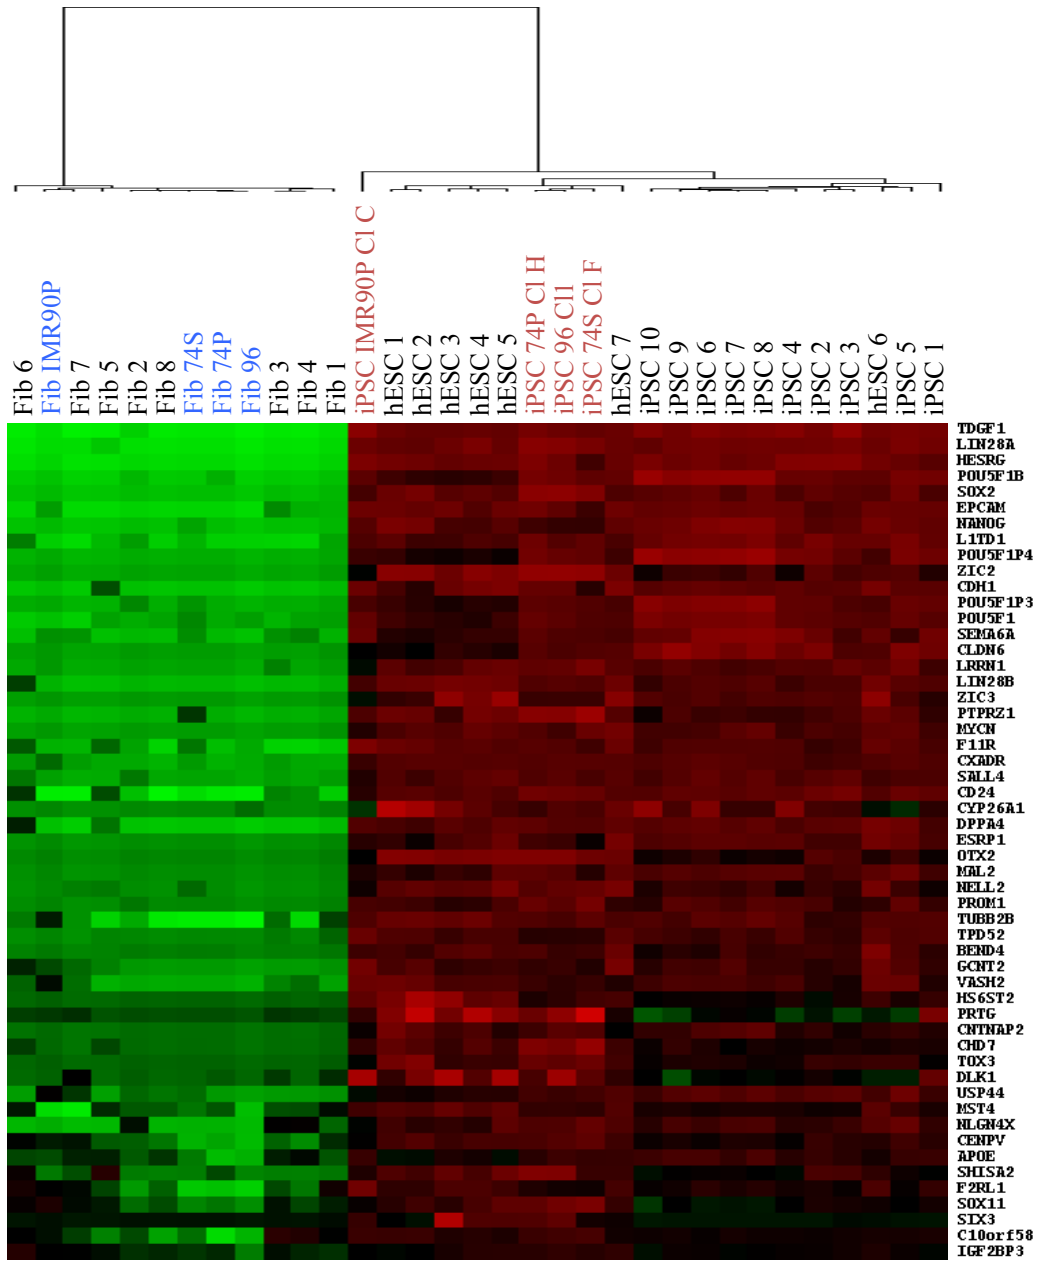 Fib 6
Fib IMR90P
Fib 7
Fib 5
Fib 2
Fib 8
Fib 74S
Fib 74P
Fib 96
Fib 3
Fib 4
Fib 1
iPSC IMR90P Cl C
hESC 1
hESC 2
hESC 3
hESC 4
hESC 5
iPSC 74P Cl H
iPSC 96 Cl1
iPSC 74S Cl F
hESC 7
iPSC 10
iPSC 9
iPSC 6
iPSC 7
iPSC 8
iPSC 4
iPSC 2
iPSC 3
hESC 6
iPSC 5
iPSC 1
TDGF1
LIN28A
HESRG
POU5F1B
SOX2
EPCAM
NANOG
L1TD1
POU5F1P4
ZIC2
CDH1
POU5F1P3
POU5F1
SEMA6A
CLDN6
LRRN1
LIN28B
ZIC3
PTPRZ1
MYCN
F11R
CXADR
SALL4
CD24
CYP26A1
DPPA4
ESRP1
OTX2
MAL2
NELL2
PROM1
TUBB2B
TPD52
BEND4
GCNT2
VASH2
HS6ST2
PRTG
CNTNAP2
CHD7
TOX3
DLK1
USP44
MST4
NLGN4X
CENPV
APOE
SHISA2
F2RL1
SOX11
SIX3
C10orf58
IGF2BP3